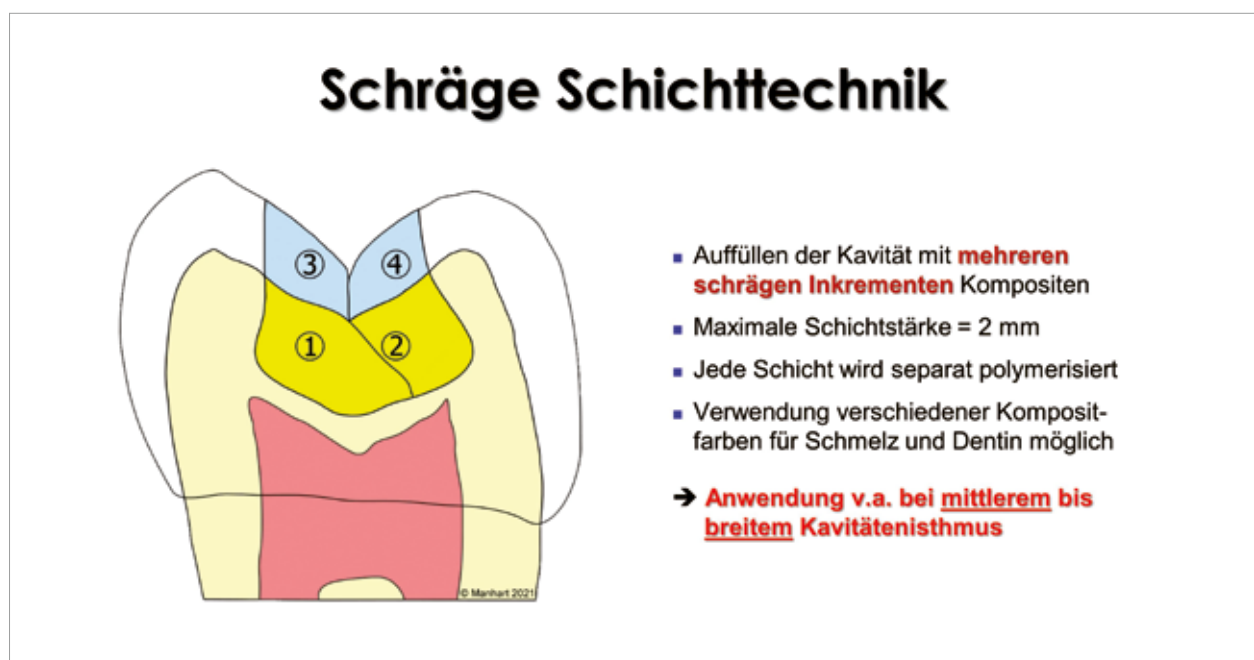 Schräge Schichttechnik
③ ④
① ②
© Manhart 2021
▪ Auffüllen der Kavität mit mehreren
schrägen Inkrementen Kompositen
▪ Maximale Schichtstärke = 2 mm
▪ Jede Schicht wird separat polymerisiert
▪ Verwendung verschiedener Komposit-
farben für Schmelz und Dentin möglich
➔ Anwendung v.a. bei mittlerem bis
breitem Kavitätenisthmus